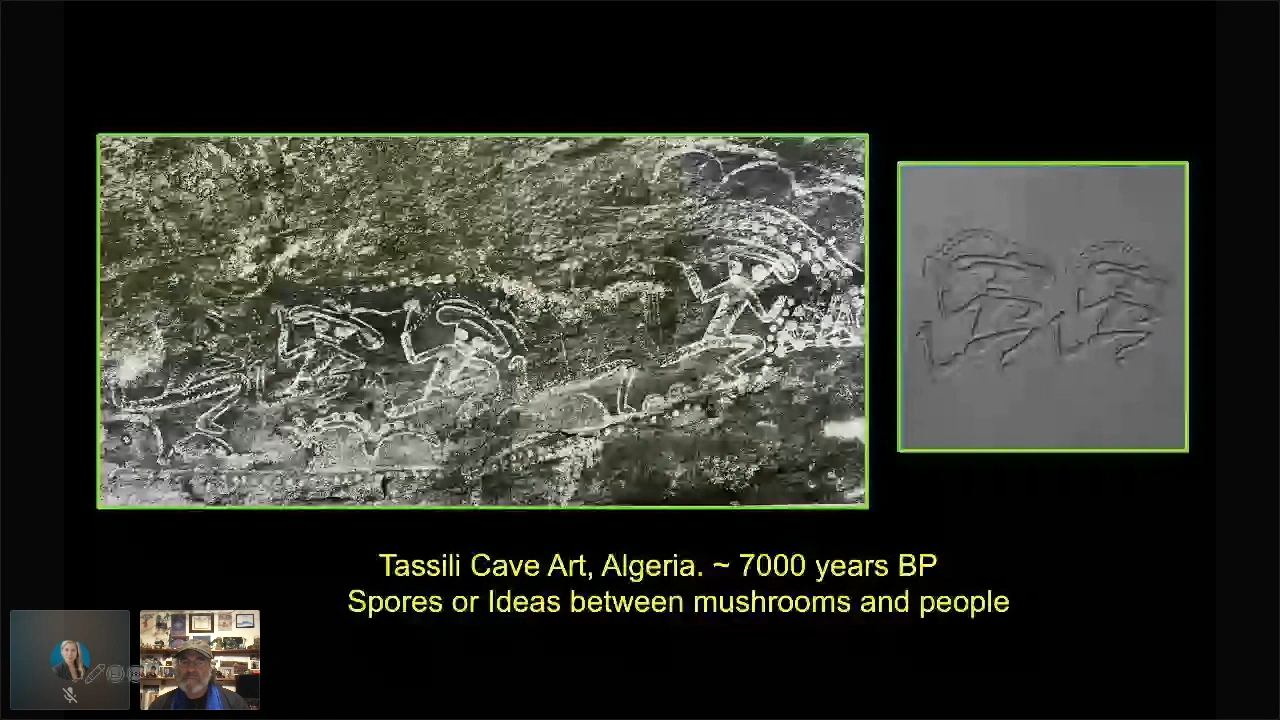 Tassili Cave Art, Algeria. ~ 7000 years BP
Spores or Ideas between mushrooms and people